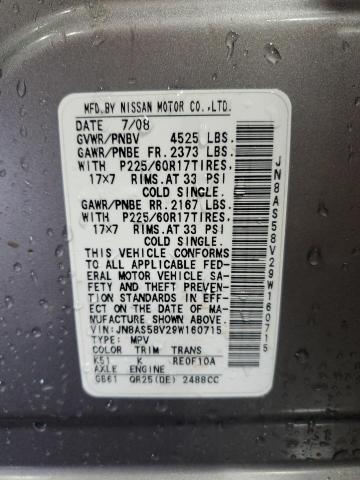 MFD.BY NISSAN MOTOR CO.,LTD.
DATE 7/08
GVWR/PNBV 4525 LBS.
GAWR/PNBE FR. 2373 LBS.
WITH P225/60R17TIRES.
17×7 RIMS.AT 33 PSI
COLD SINGLE.
GAWR/PNBE RR. 2167 LBS.
WITH P225/60R17TIRES.
17×7 RIMS.AT 33 PSI
COLD SINGLE.
THIS VEHICLE CONFORMS
TO ALL APPLICABLE FED-
ERAL MOTOR VEHICLE SA-
FETY AND THEFT PREVEN-
TION STANDARDS IN EFF-
ECT ON THE DATE OF MA-
NUFACTURE SHOWN ABOVE.
VIN:JN8AS58V29W160715
TYPE: MPV
COLOR TRIM TRANS
K51 K RE0F10A
AXLE ENGINE
GB61 QR25(DE) 2488CC
JN8AS58V29W160715